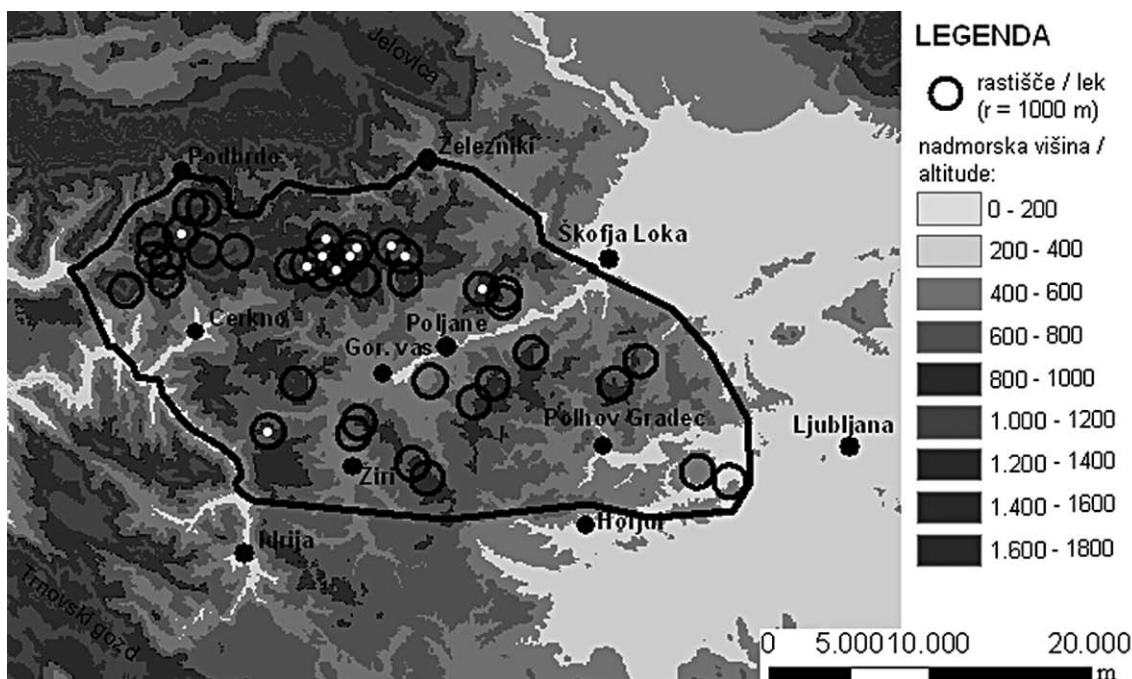 Jelovica
Podbrdo
Železniki
Škofja Loka
Cerkno
Poljane
Gor. vas
Polhov Gradec
Ljubljana
Žiri
Horjul
Idrija
Trnovski gozd
LEGENDA
rastišče / lek
(r = 1000 m)
nadmorska višina /
altitude:
0 - 200
200 - 400
400 - 600
600 - 800
800 - 1000
1.000 - 1200
1.200 - 1400
1.400 - 1600
1.600 - 1800
0 5.000 10.000 20.000
m